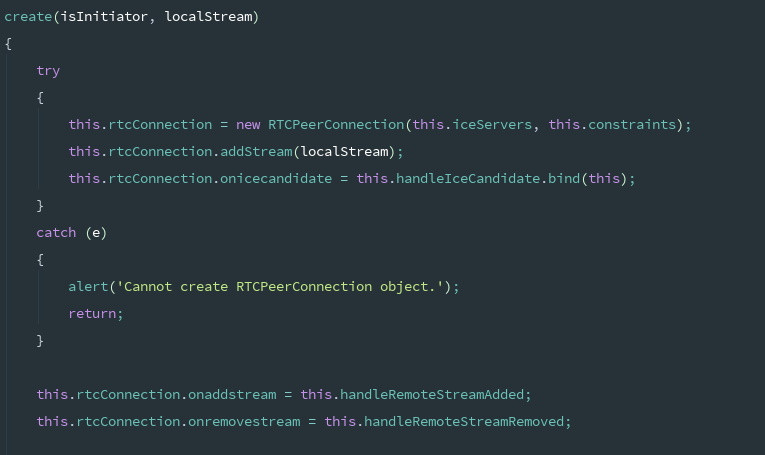 create(isInitiator, localStream)
{
    try
    {
        this.rtcConnection = new RTCPeerConnection(this.iceServers, this.constraints);
        this.rtcConnection.addStream(localStream);
        this.rtcConnection.onicecandidate = this.handleIceCandidate.bind(this);
    }
    catch (e)
    {
        alert('Cannot create RTCPeerConnection object.');
        return;
    }

    this.rtcConnection.onaddstream = this.handleRemoteStreamAdded;
    this.rtcConnection.onremovestream = this.handleRemoteStreamRemoved;